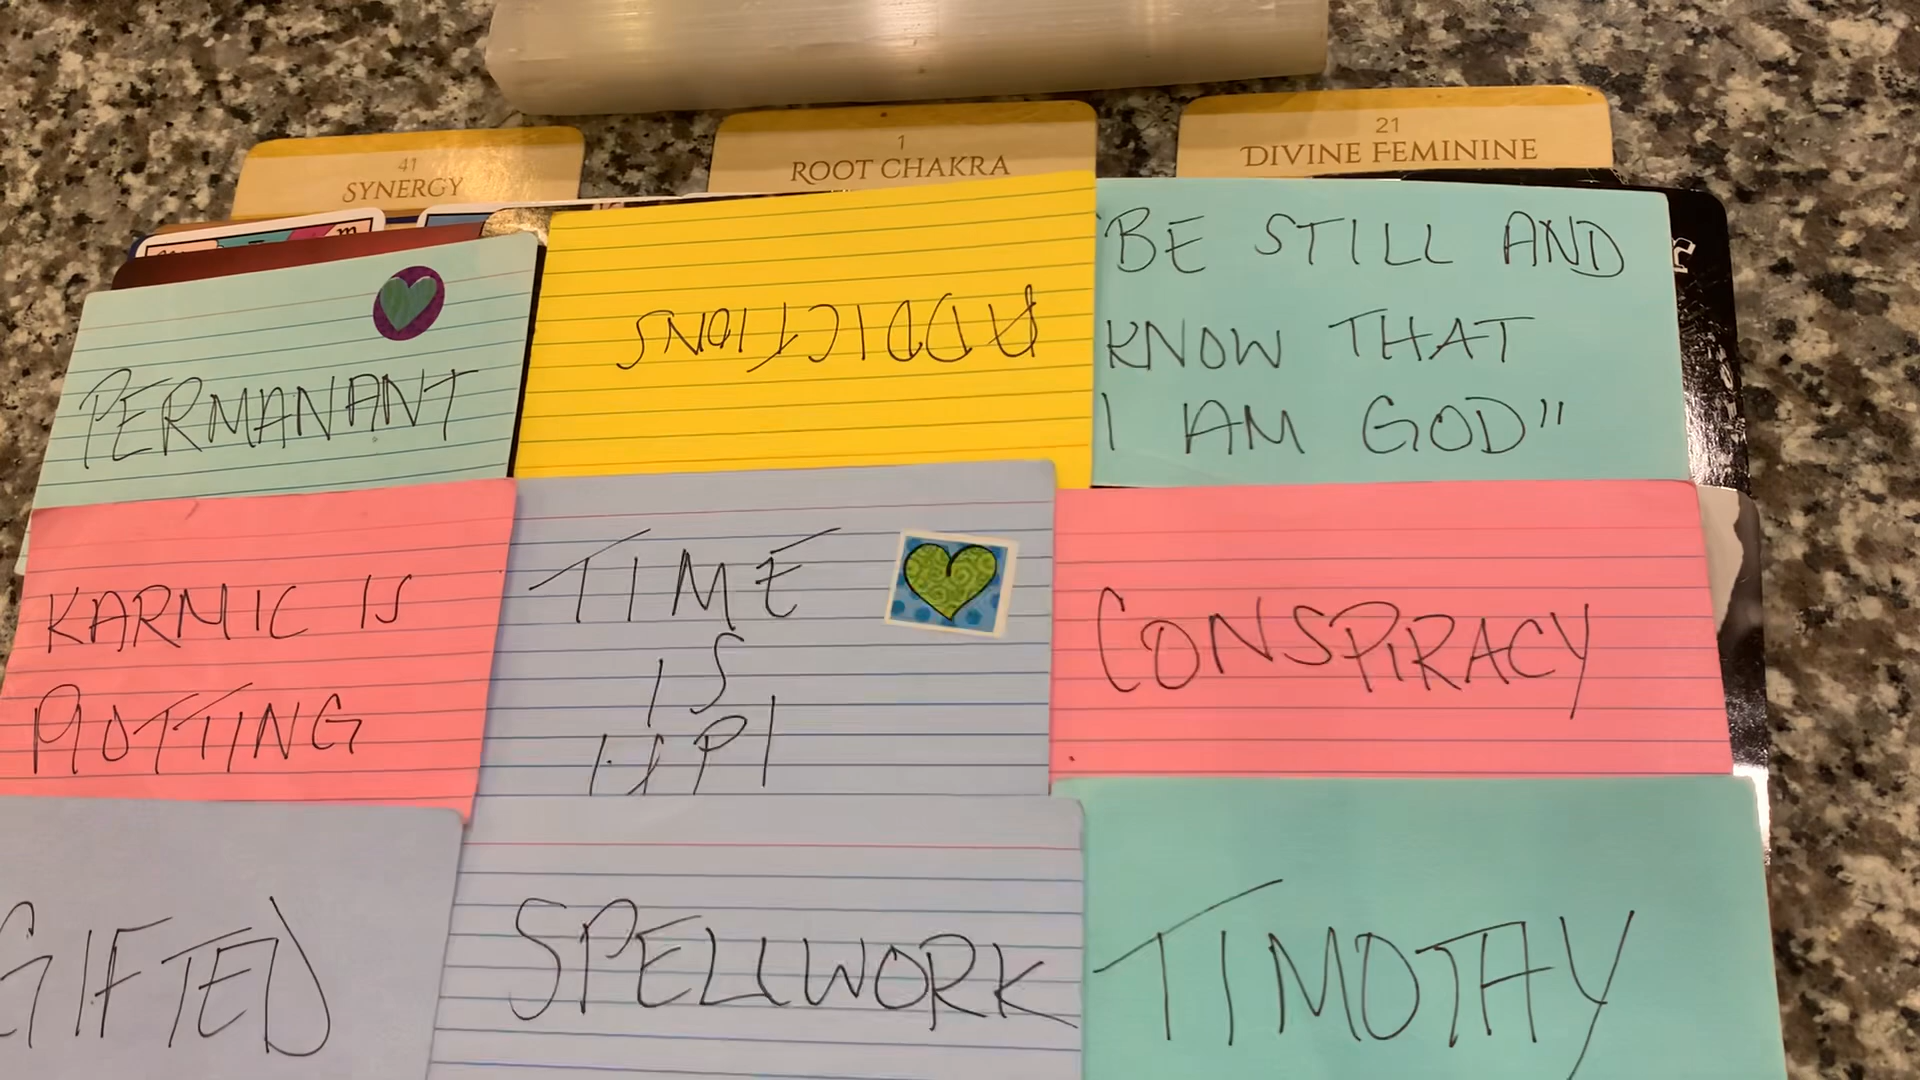 41
SYNERGY
1
ROOT CHAKRA
21
DIVINE FEMININE
PERMANANT
ADDICTIONS
"BE STILL AND
KNOW THAT
I AM GOD"
KARMIC IS
PLOTTING
TIME
IS
UP!
CONSPIRACY
GIFTED
SPELLWORK
TIMOTHY